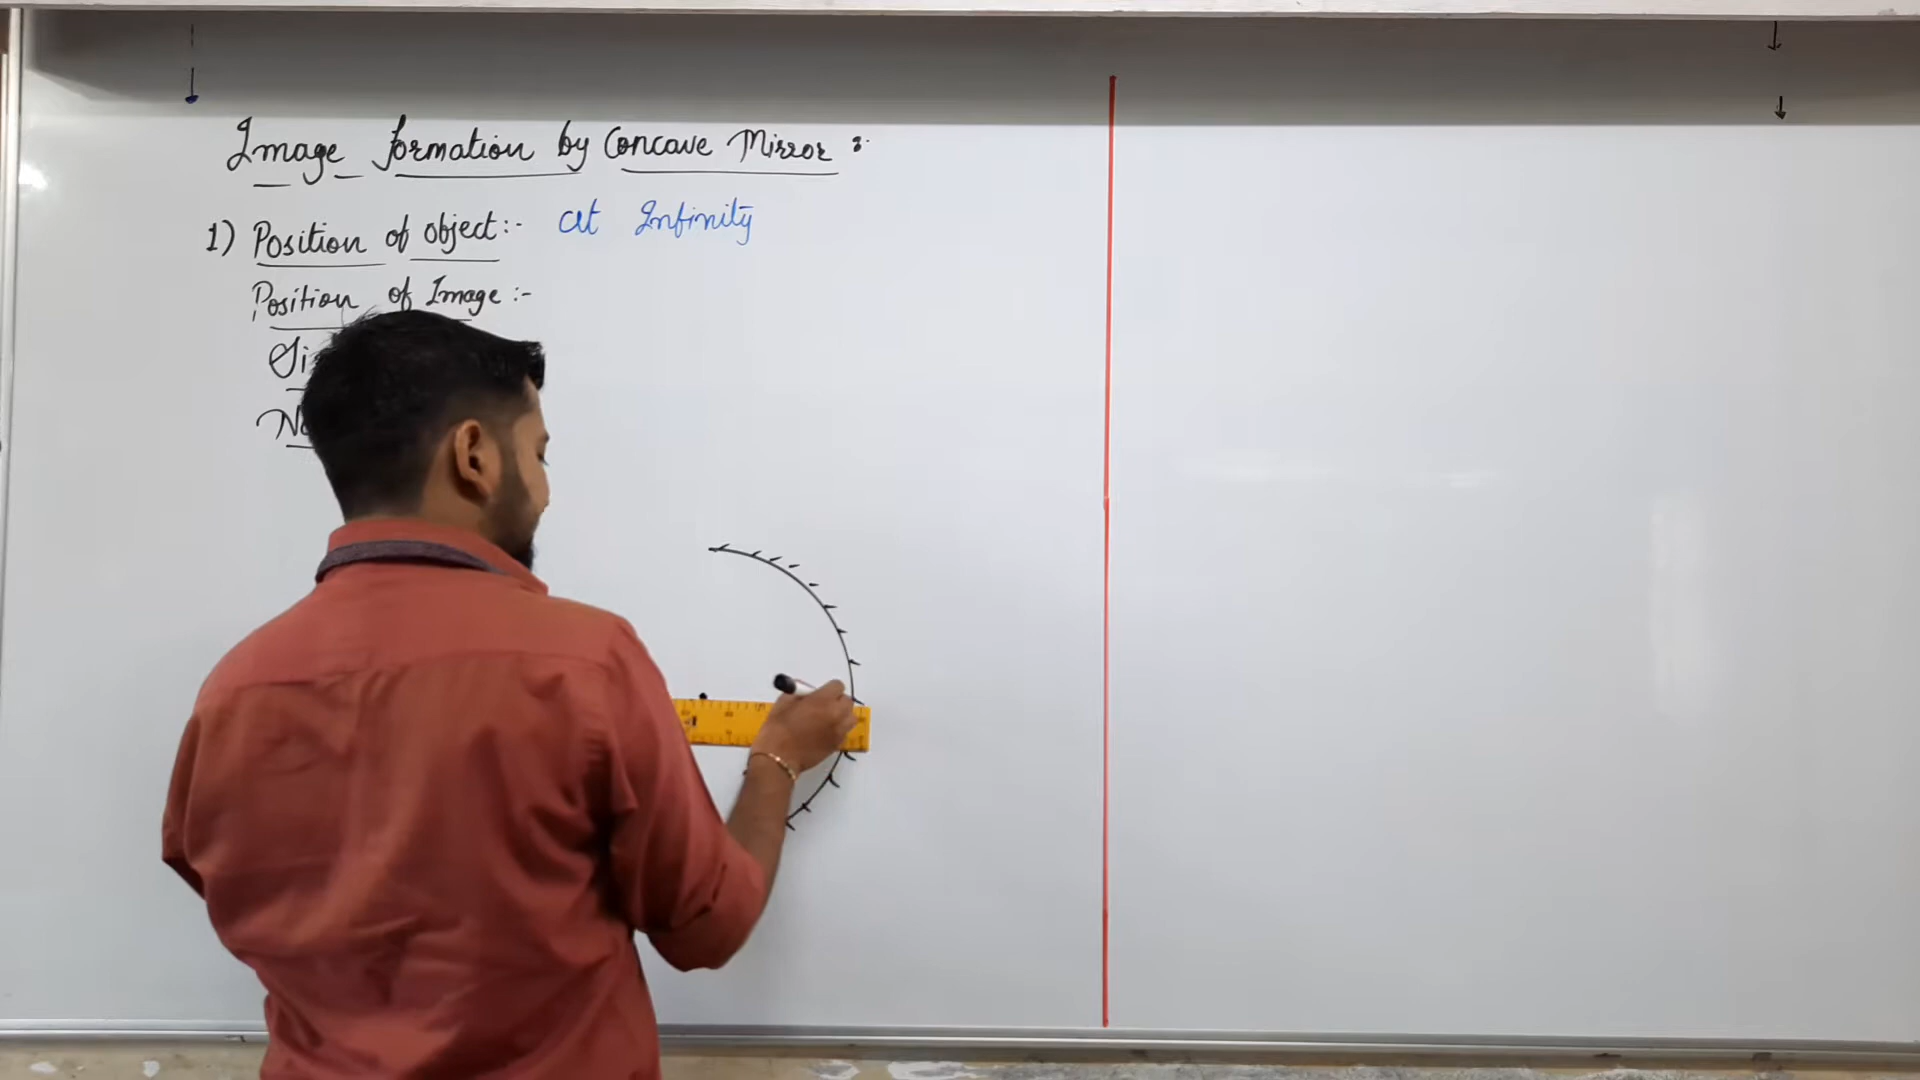 Image formation by Concave Mirror :-
1) Position of object:- at Infinity
Position of Image :-